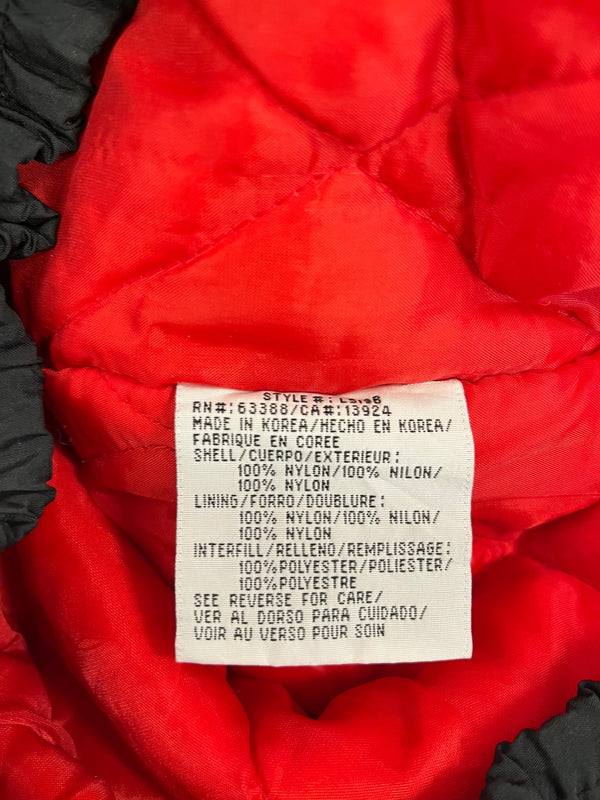 STYLE #:
RN#:63388/CA#:13924
MADE IN KOREA/HECHO EN KOREA/
FABRIQUE EN COREE
SHELL/CUERPO/EXTERIEUR:
100% NYLON/100% NILON/
100% NYLON
LINING/FORRO/DOUBLURE:
100% NYLON/100% NILON/
100% NYLON
INTERFILL/RELLENO/REMPLISSAGE:
100%POLYESTER/POLIESTER/
100%POLYESTRE
SEE REVERSE FOR CARE/
VER AL DORSO PARA CUIDADO/
VOIR AU VERSO POUR SOIN